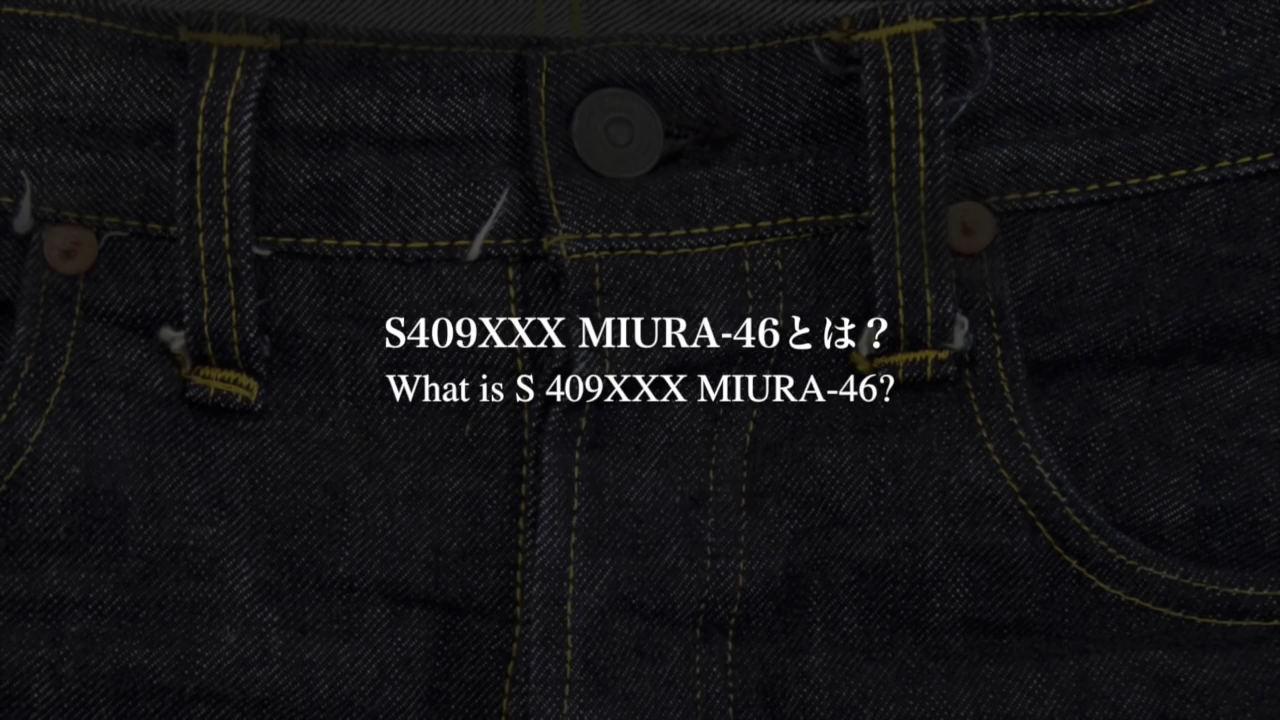 S409XXX MIURA-46とは？
What is S 409XXX MIURA-46?